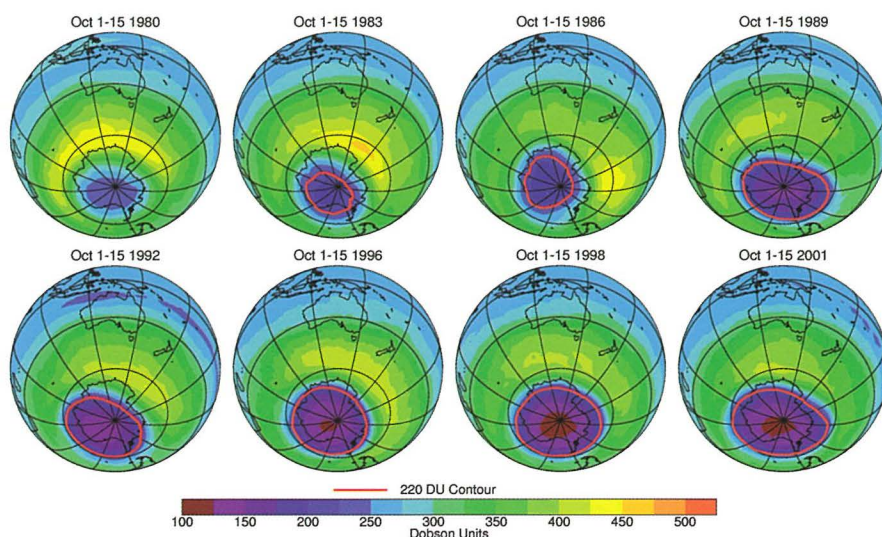 Oct 1-15 1980 Oct 1-15 1983 Oct 1-15 1986 Oct 1-15 1989
Oct 1-15 1992 Oct 1-15 1996 Oct 1-15 1998 Oct 1-15 2001
220 DU Contour
100 150 200 250 300 350 400 450 500
Dobson Units